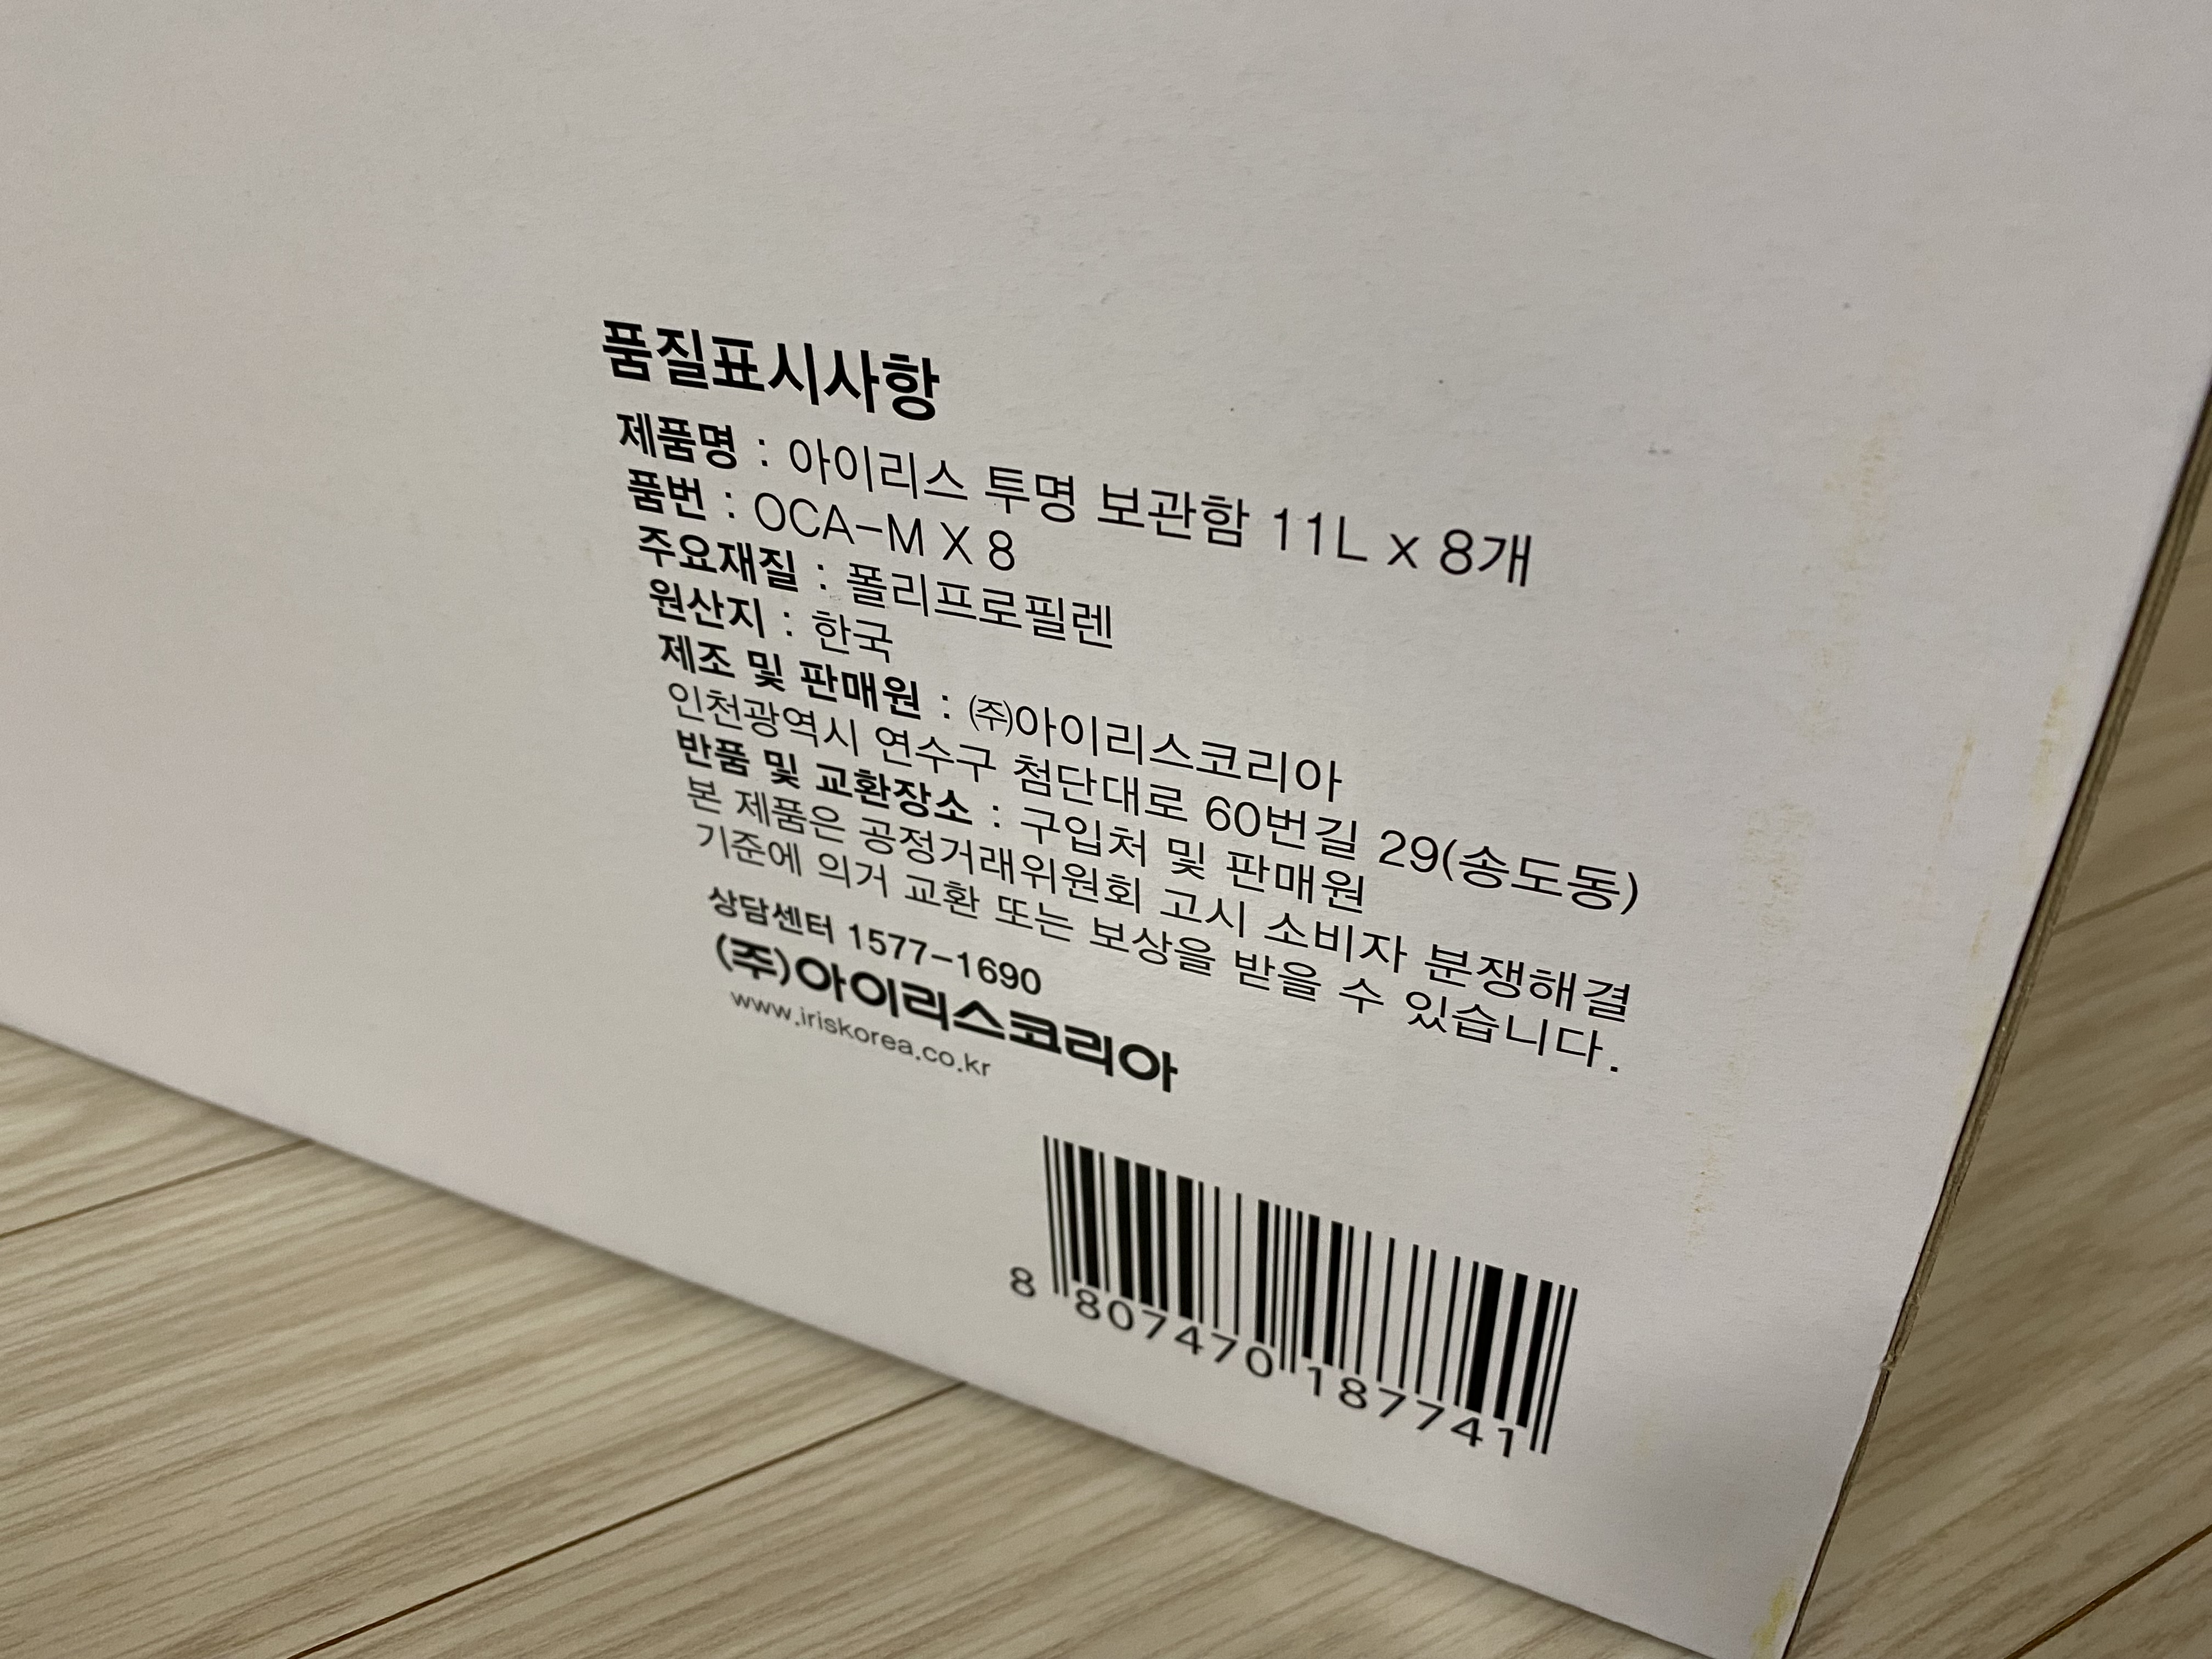 품질표시사항
제품명 : 아이리스 투명 보관함 11L x 8개
품번 : OCA-M X 8
주요재질 : 폴리프로필렌
원산지 : 한국
제조 및 판매원 : ㈜아이리스코리아
인천광역시 연수구 첨단대로 60번길 29(송도동)
반품 및 교환장소 : 구입처 및 판매원
본 제품은 공정거래위원회 고시 소비자 분쟁해결
기준에 의거 교환 또는 보상을 받을 수 있습니다.
상담센터 1577-1690
(주)아이리스코리아
www.iriskorea.co.kr
8 807470 187741